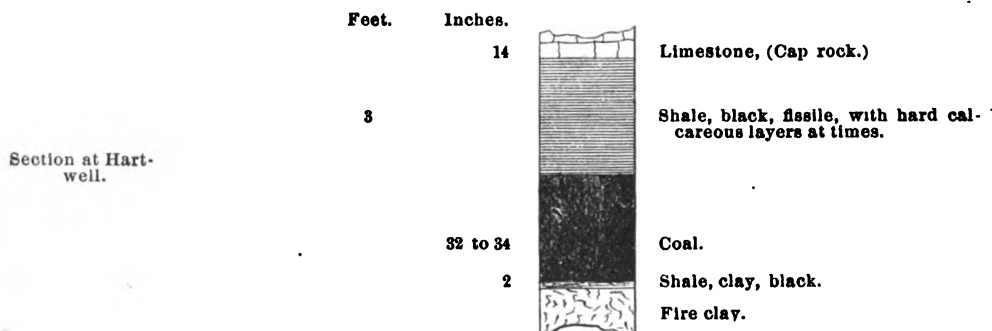 Feet. Inches.
14 Limestone, (Cap rock.)
3 Shale, black, fissile, with hard cal-
careous layers at times.
Section at Hart-
well.
32 to 34 Coal.
2 Shale, clay, black.
Fire clay.